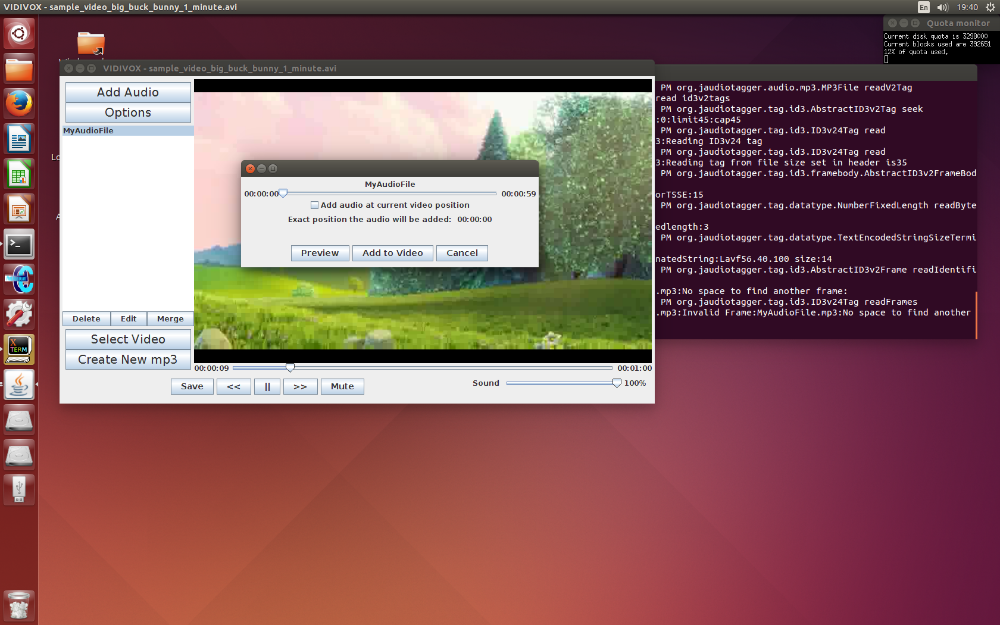 VIDIVOX - sample_video_big_buck_bunny_1_minute.avi
En
19:40
Quota monitor
Current disk quota is 3298000
Current blocks used are 392651
12% of quota used.
VIDIVOX - sample_video_big_buck_bunny_1_minute.avi
Add Audio
Options
MyAudioFile
Delete
Edit
Merge
Select Video
Create New mp3
MyAudioFile
00:00:00
00:00:59
Add audio at current video position
Exact position the audio will be added: 00:00:00
Preview
Add to Video
Cancel
00:00:09
00:01:00
Save
<<
||
>>
Mute
Sound
100%
PM org.jaudiotagger.audio.mp3.MP3File readV2Tag
read id3v2tags
PM org.jaudiotagger.tag.id3.AbstractID3v2Tag seek
:0:limit45:cap45
PM org.jaudiotagger.tag.id3.ID3v24Tag read
3:Reading ID3v24 tag
PM org.jaudiotagger.tag.id3.ID3v24Tag read
3:Reading tag from file size set in header is35
PM org.jaudiotagger.tag.id3.framebody.AbstractID3v2FrameBod
orTSSE:15
PM org.jaudiotagger.tag.datatype.NumberFixedLength readByte
edlength:3
PM org.jaudiotagger.tag.datatype.TextEncodedStringSizeTermi
natedString:Lavf56.40.100 size:14
PM org.jaudiotagger.tag.id3.AbstractID3v2Frame readIdentifi
.mp3:No space to find another frame:
PM org.jaudiotagger.tag.id3.ID3v24Tag readFrames
.mp3:Invalid Frame:MyAudioFile.mp3:No space to find another
X
TERM